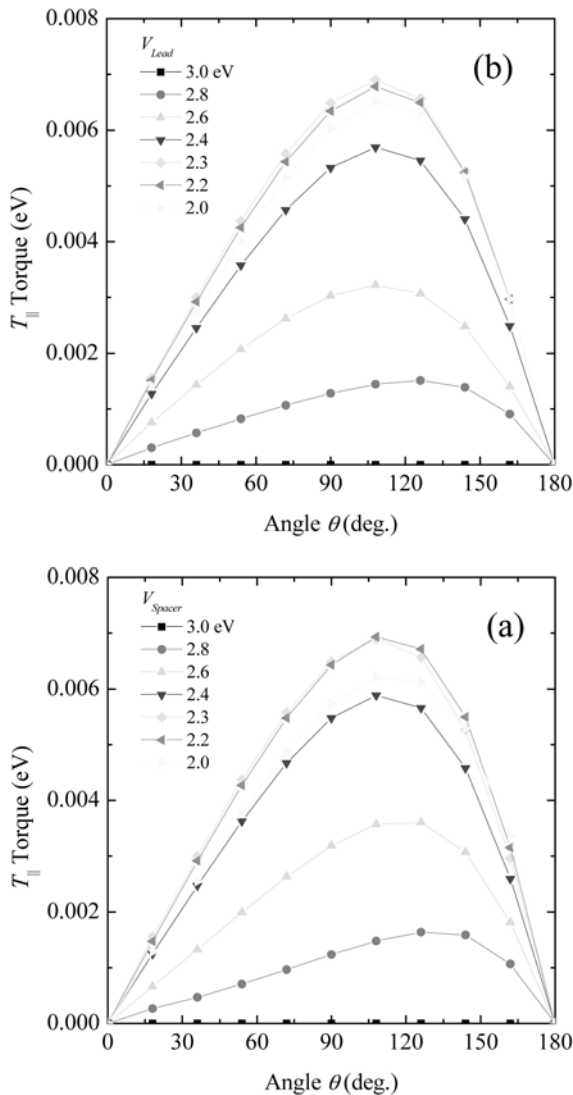 0.008
V_Lead
(b)
3.0 eV
2.8
2.6
2.4
2.3
2.2
2.0
0.006
0.004
0.002
0.000
T_|| Torque (eV)
0 30 60 90 120 150 180
Angle θ (deg.)
0.008
V_Spacer
(a)
3.0 eV
2.8
2.6
2.4
2.3
2.2
2.0
0.006
0.004
0.002
0.000
T_|| Torque (eV)
0 30 60 90 120 150 180
Angle θ (deg.)